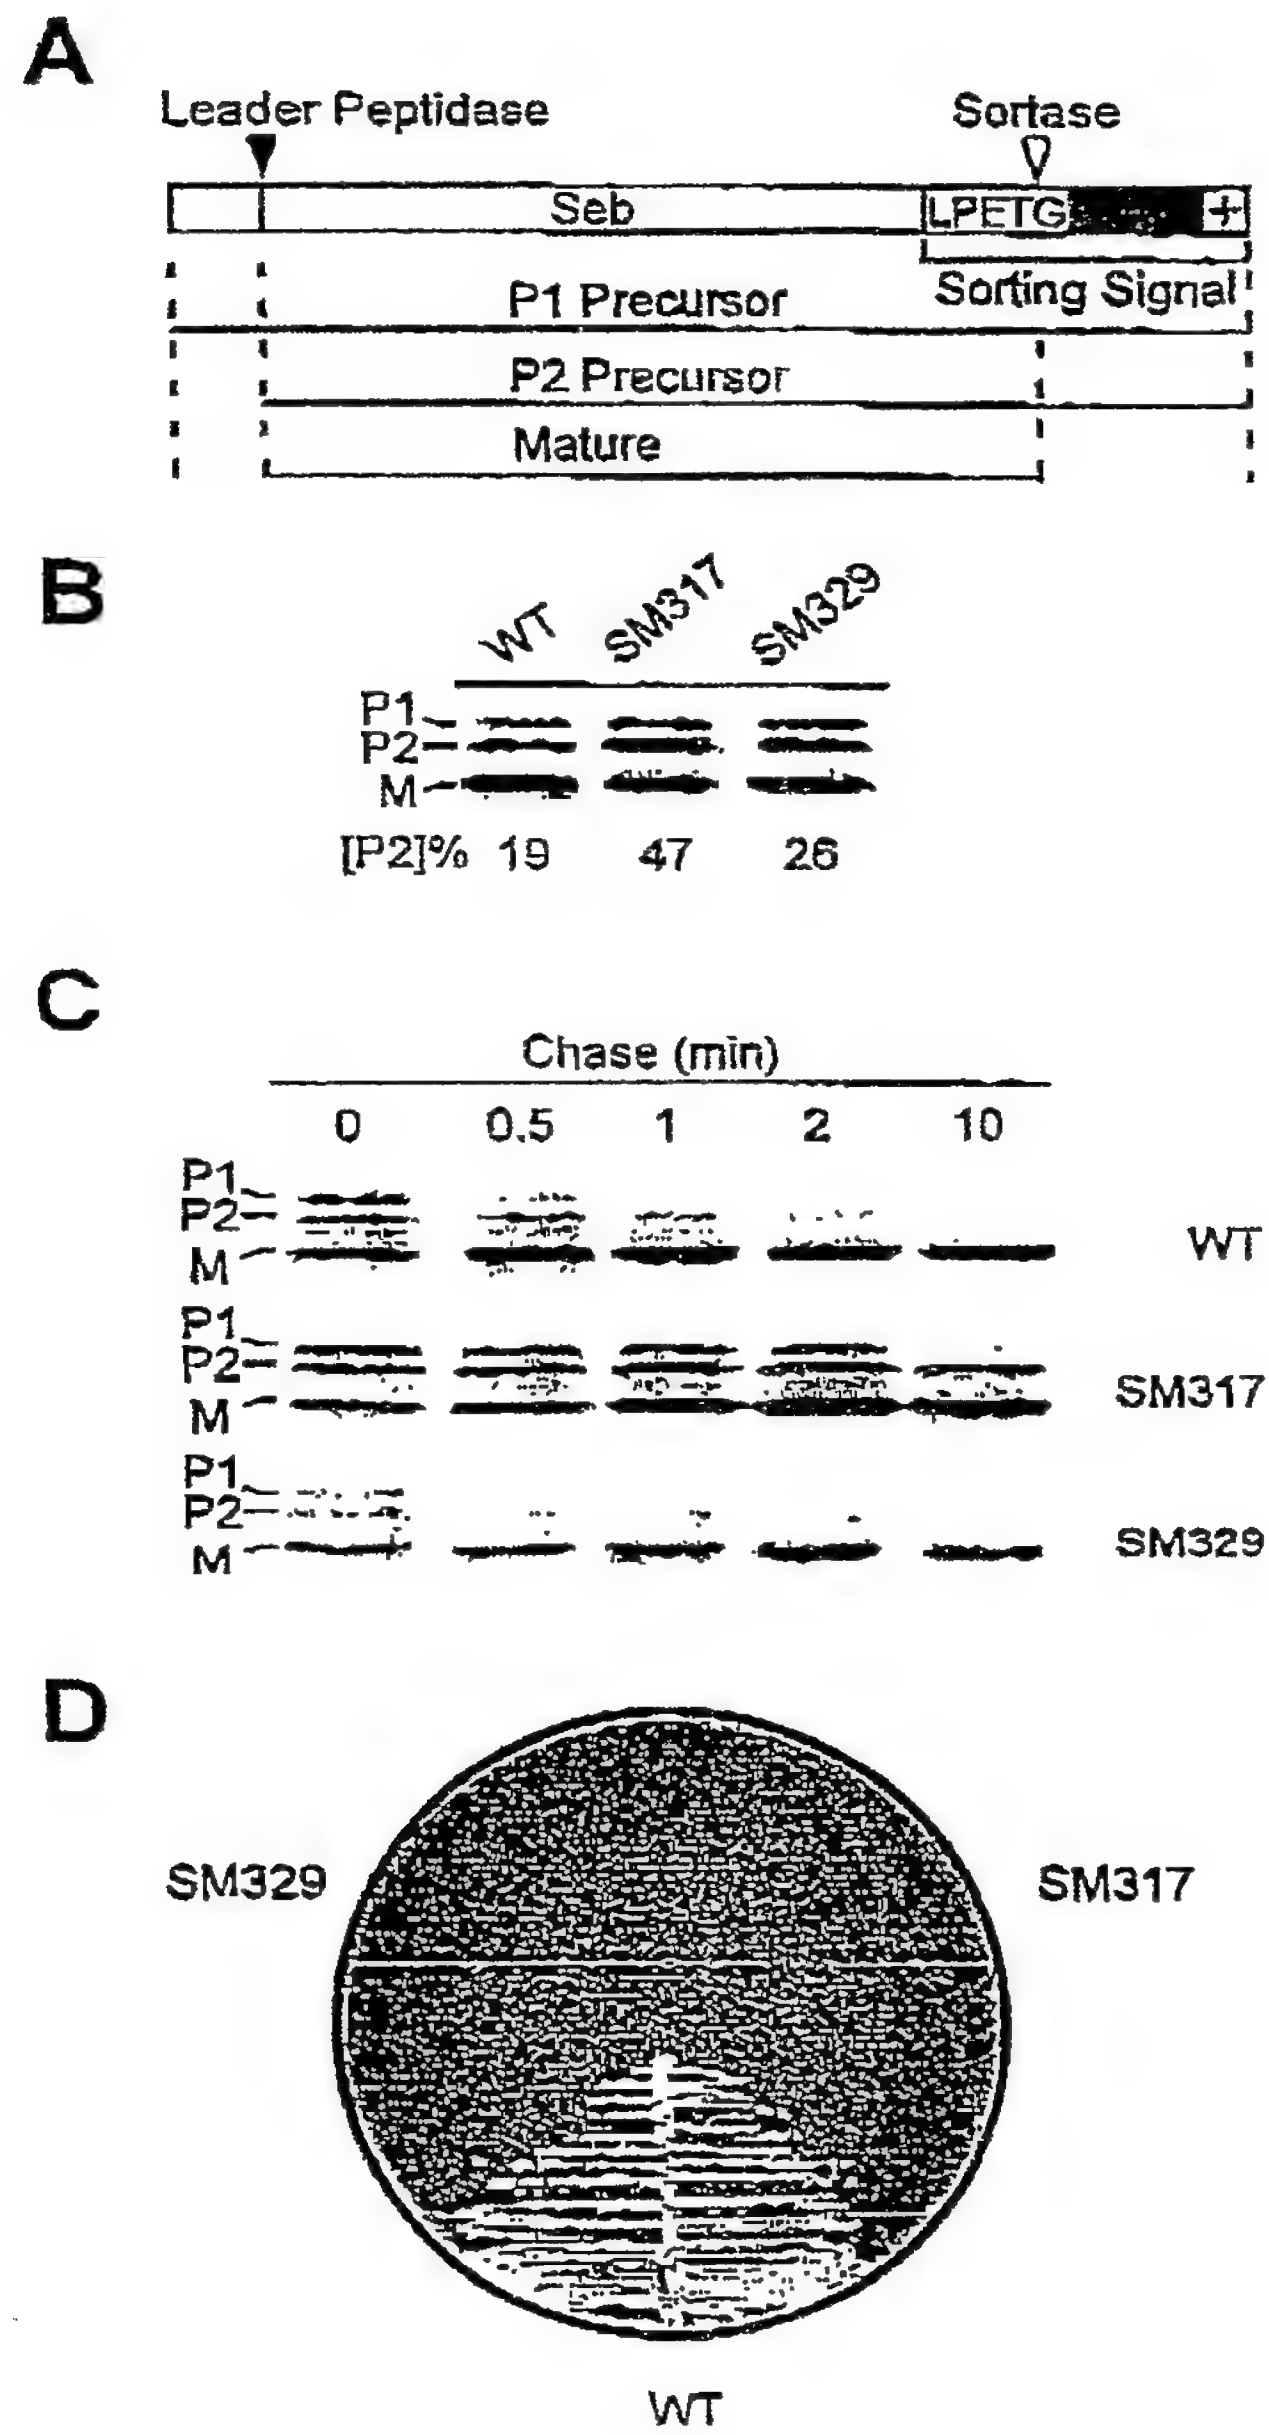 A
Leader Peptidase
Sortase
Seb
LPETG
+
Sorting Signal
P1 Precursor
P2 Precursor
Mature
B
WT SM317 SM329
P1
P2
M
[P2]% 19 47 26
C
Chase (min)
0 0.5 1 2 10
P1
P2
M
WT
P1
P2
M
SM317
P1
P2
M
SM329
D
SM329
SM317
WT